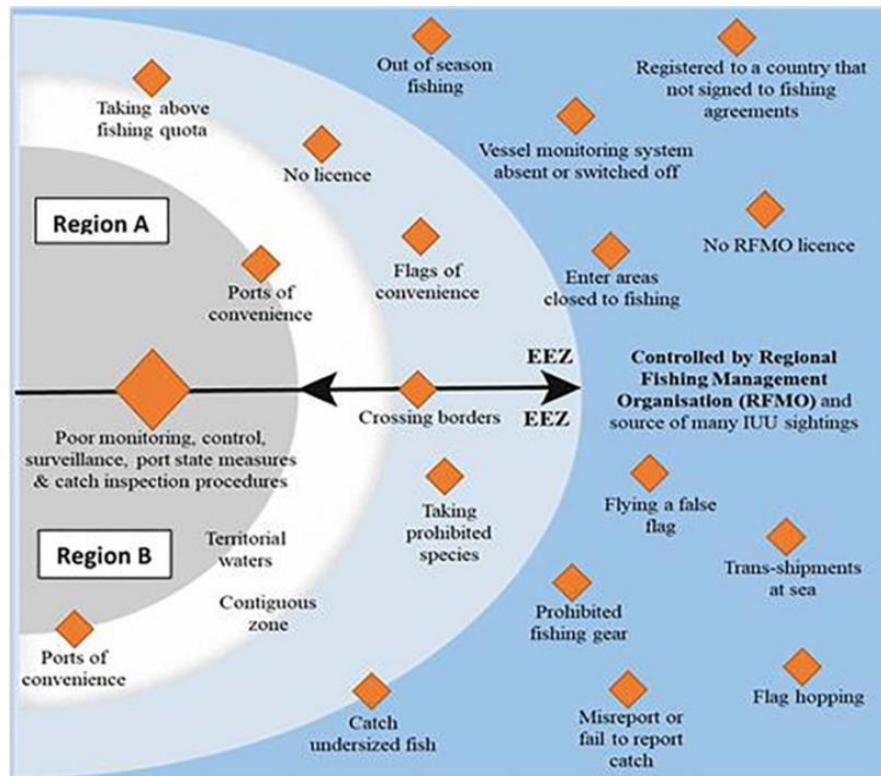 Out of season
fishing
Registered to a country that
not signed to fishing
agreements
Taking above
fishing quota
Vessel monitoring system
absent or switched off
No licence
Region A
No RFMO licence
Flags of
convenience
Enter areas
closed to fishing
Ports of
convenience
EEZ
EEZ
Controlled by Regional
Fishing Management
Organisation (RFMO) and
source of many IUU sightings
Crossing borders
Poor monitoring, control,
surveillance, port state measures
& catch inspection procedures
Taking
prohibited
species
Flying a false
flag
Region B
Territorial
waters
Trans-shipments
at sea
Contiguous
zone
Prohibited
fishing gear
Ports of
convenience
Flag hopping
Catch
undersized fish
Misreport or
fail to report
catch